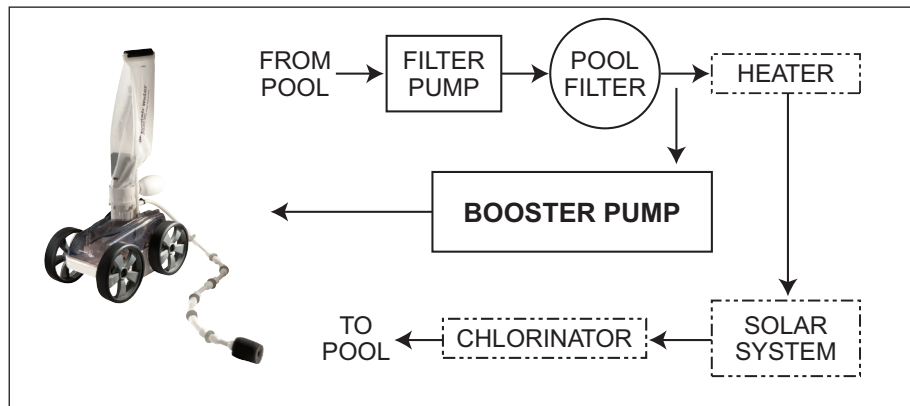 FROM
POOL
FILTER
PUMP
POOL
FILTER
HEATER
BOOSTER PUMP
TO
POOL
CHLORINATOR
SOLAR
SYSTEM